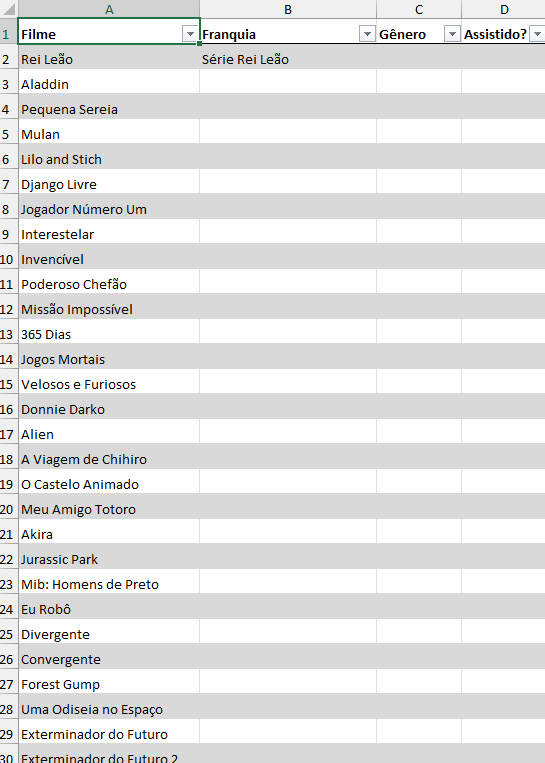 A B C D
1 Filme Franquia Gênero Assistido?
2 Rei Leão Série Rei Leão
3 Aladdin
4 Pequena Sereia
5 Mulan
6 Lilo and Stich
7 Django Livre
8 Jogador Número Um
9 Interestelar
10 Invencível
11 Poderoso Chefão
12 Missão Impossível
13 365 Dias
14 Jogos Mortais
15 Velosos e Furiosos
16 Donnie Darko
17 Alien
18 A Viagem de Chihiro
19 O Castelo Animado
20 Meu Amigo Totoro
21 Akira
22 Jurassic Park
23 Mib: Homens de Preto
24 Eu Robô
25 Divergente
26 Convergente
27 Forest Gump
28 Uma Odiseia no Espaço
29 Exterminador do Futuro
30 Exterminador do Futuro 2